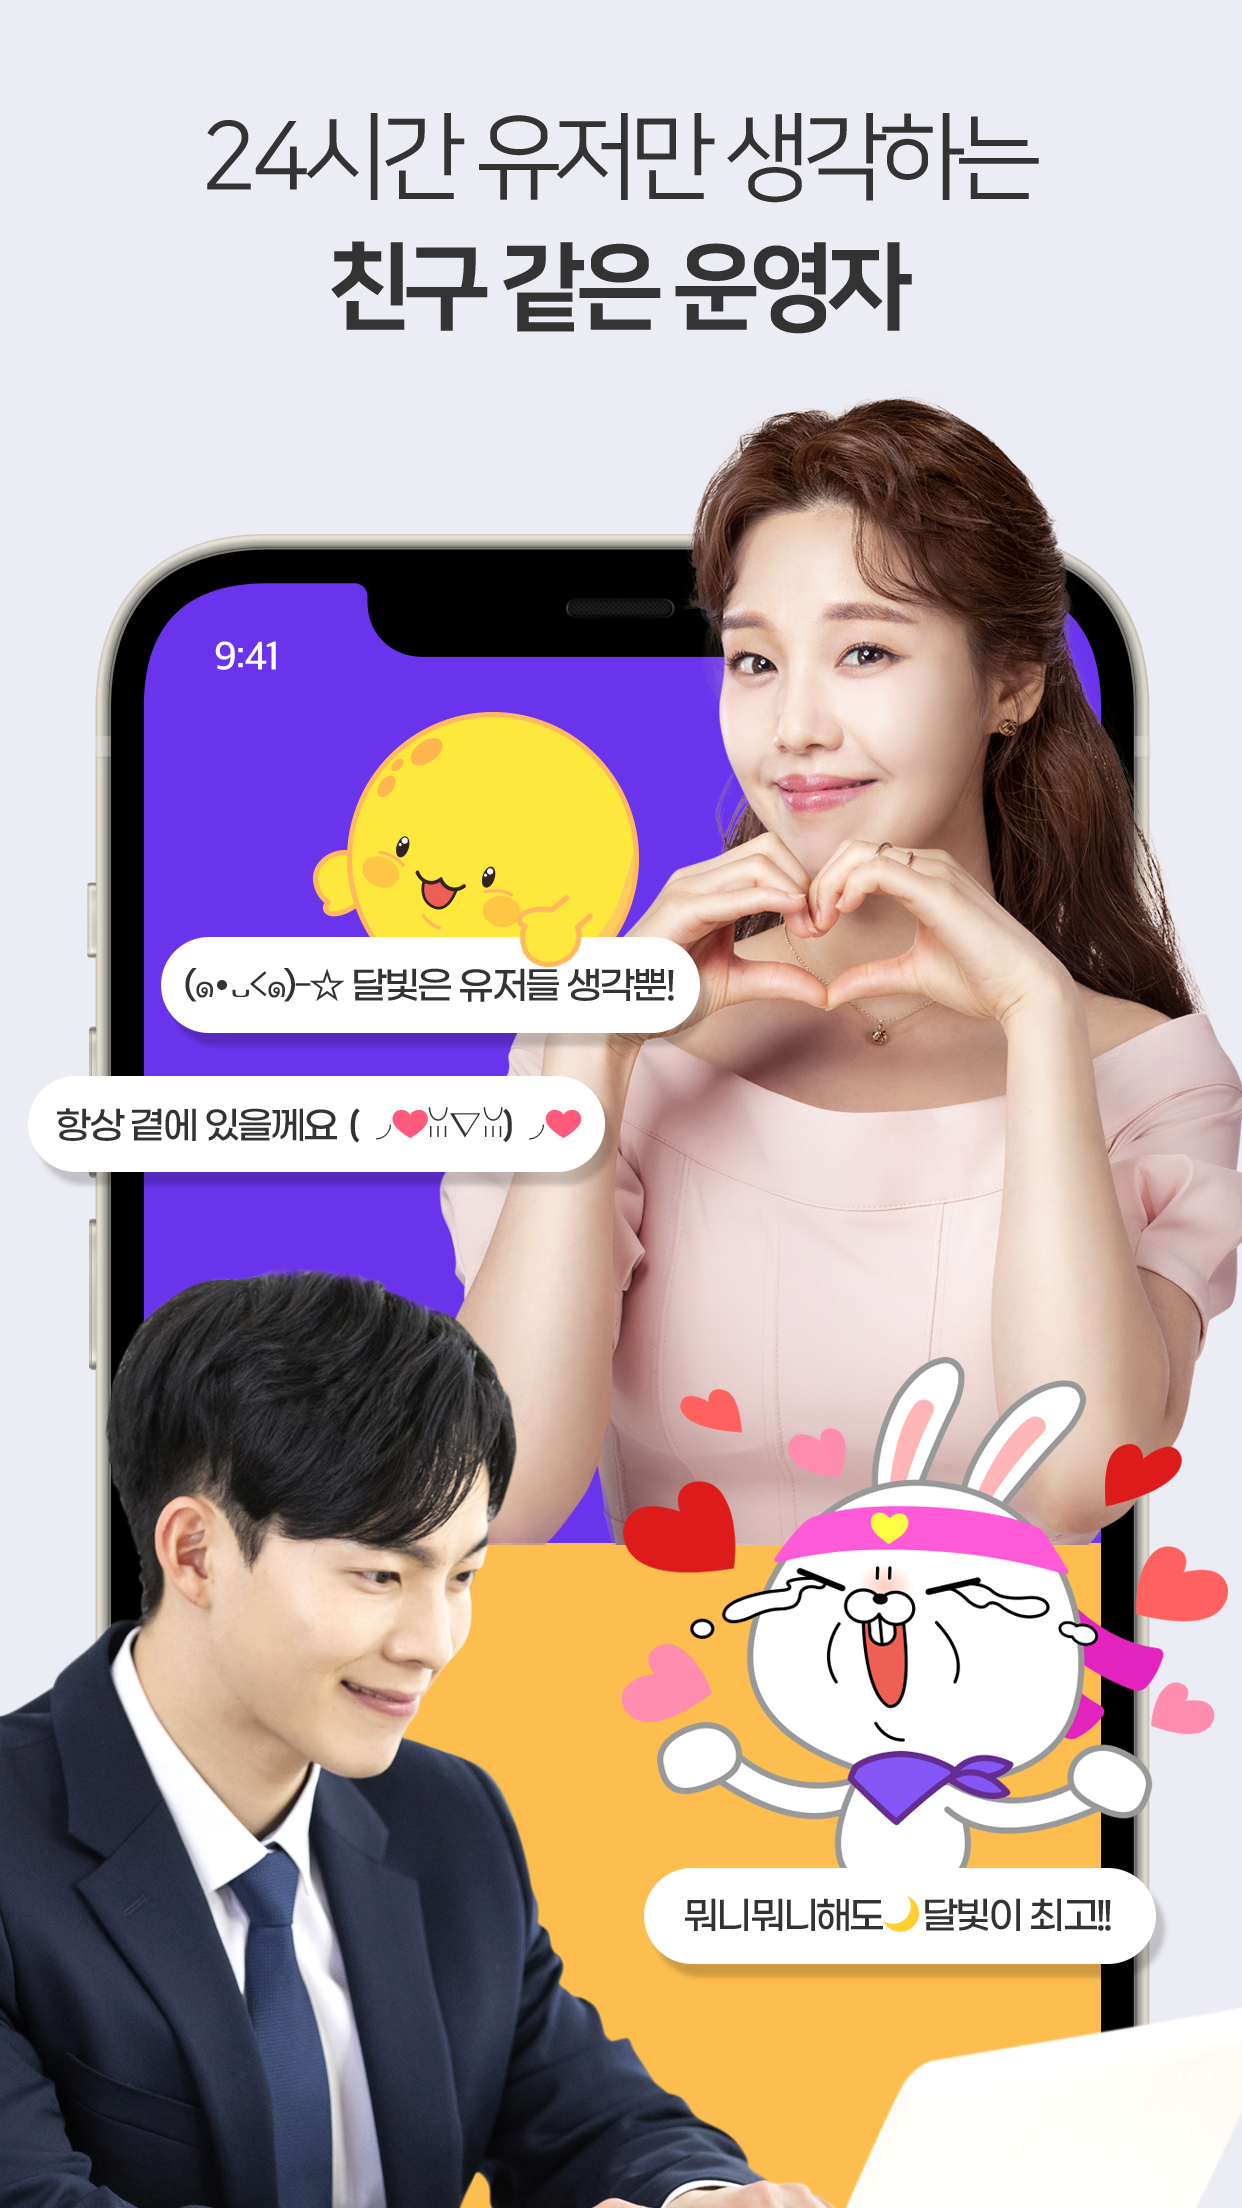 24시간 유저만 생각하는
친구 같은 운영자
9:41
(๑•ᴗ<๑)-☆ 달빛은 유저들 생각뿐!
항상 곁에 있을께요 ( ◞♥ꈍ▽ꈍ) ◞♥
뭐니뭐니해도🌙달빛이 최고!!